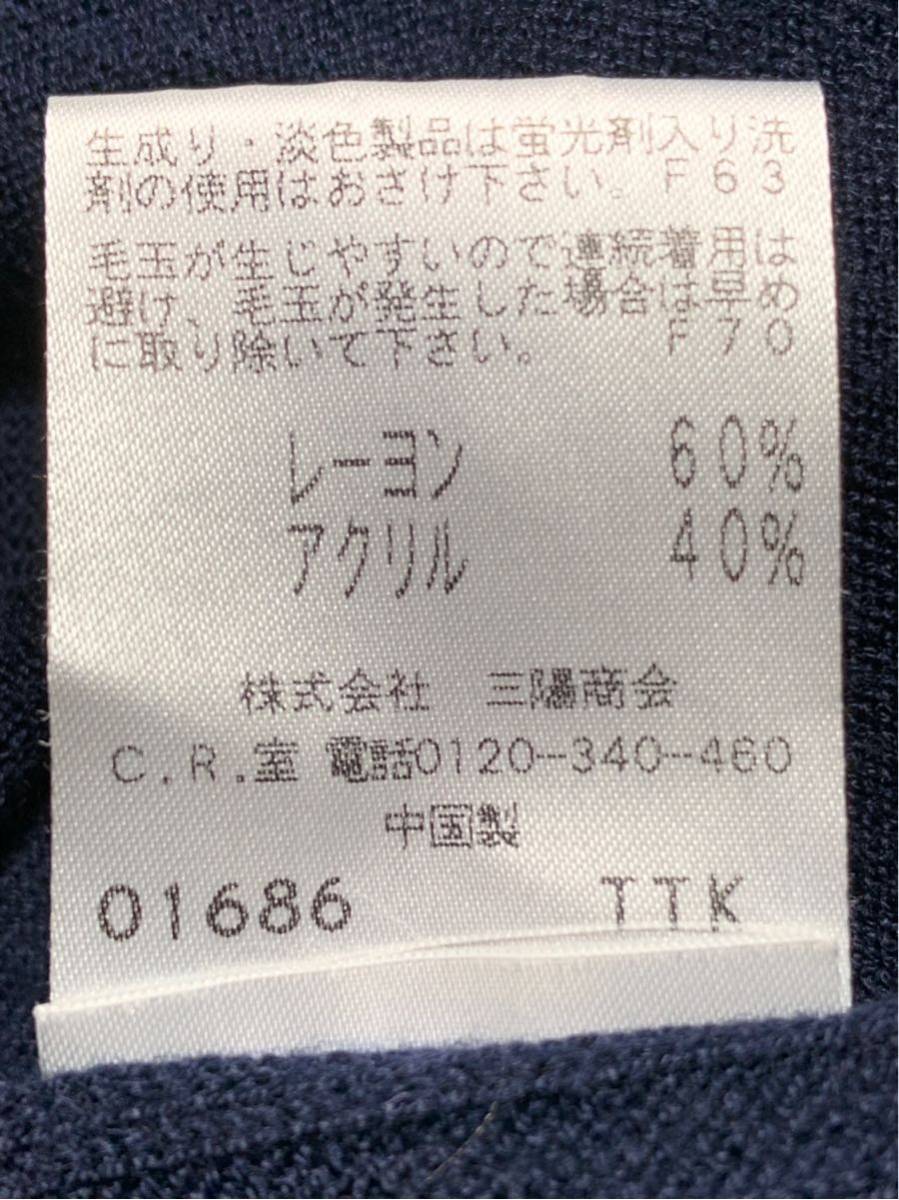 生成り・淡色製品は蛍光剤入り洗
剤の使用はおさけ下さい。F63
毛玉が生じやすいので連続着用は
避け、毛玉が発生した場合は早め
に取り除いて下さい。 F70
レーヨン 60%
アクリル 40%
株式会社 三陽商会
C.R.室 電話0120-340-460
中国製
01686 TTK